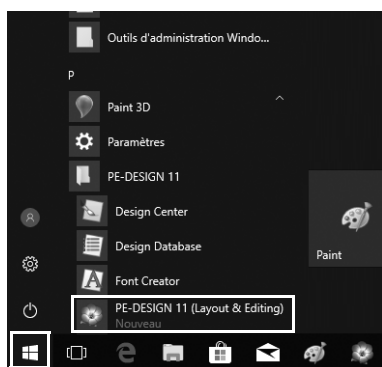 Outils d'administration Windo...
P
Paint 3D
Paramètres
PE-DESIGN 11
Design Center
Design Database
Font Creator
PE-DESIGN 11 (Layout & Editing)
Nouveau
Paint